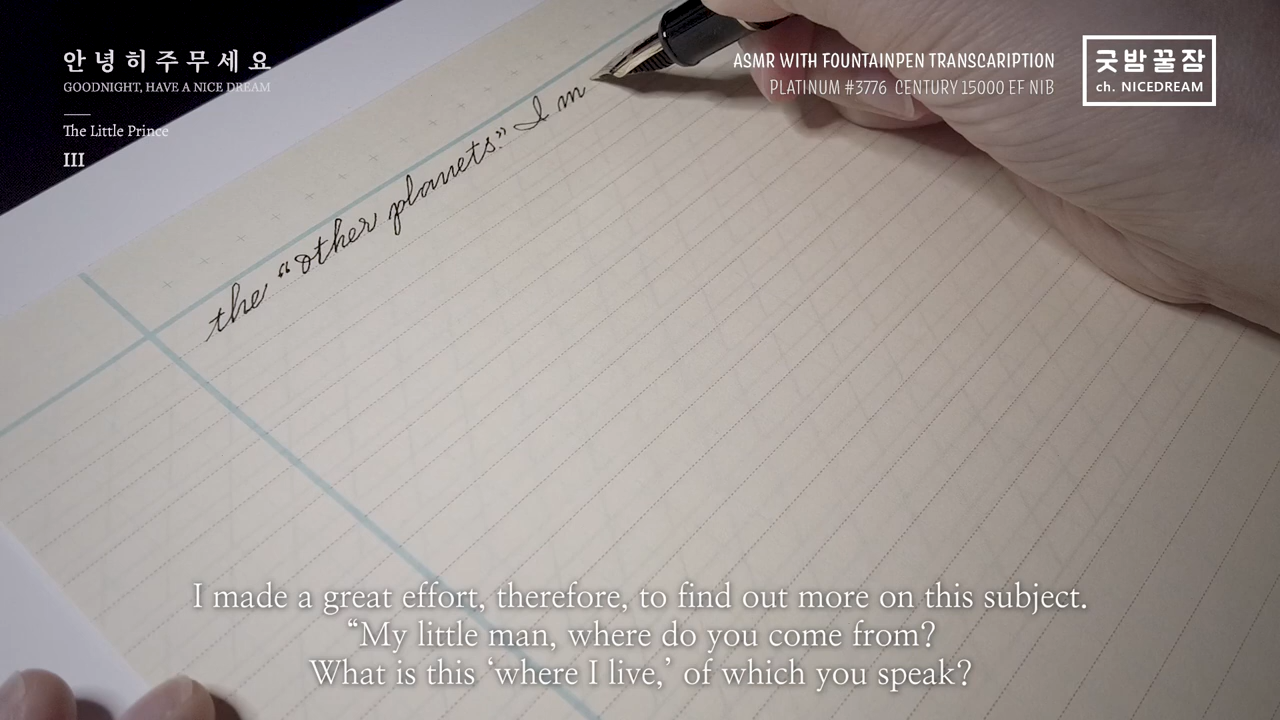 안녕히주무세요
GOODNIGHT, HAVE A NICE DREAM
The Little Prince
III
ASMR WITH FOUNTAINPEN TRANSCARIPTION
PLATINUM #3776 CENTURY 15000 EF NIB
굿밤꿀잠
ch. NICEDREAM
the “other planets.” I m
I made a great effort, therefore, to find out more on this subject.
“My little man, where do you come from?
What is this ‘where I live,’ of which you speak?